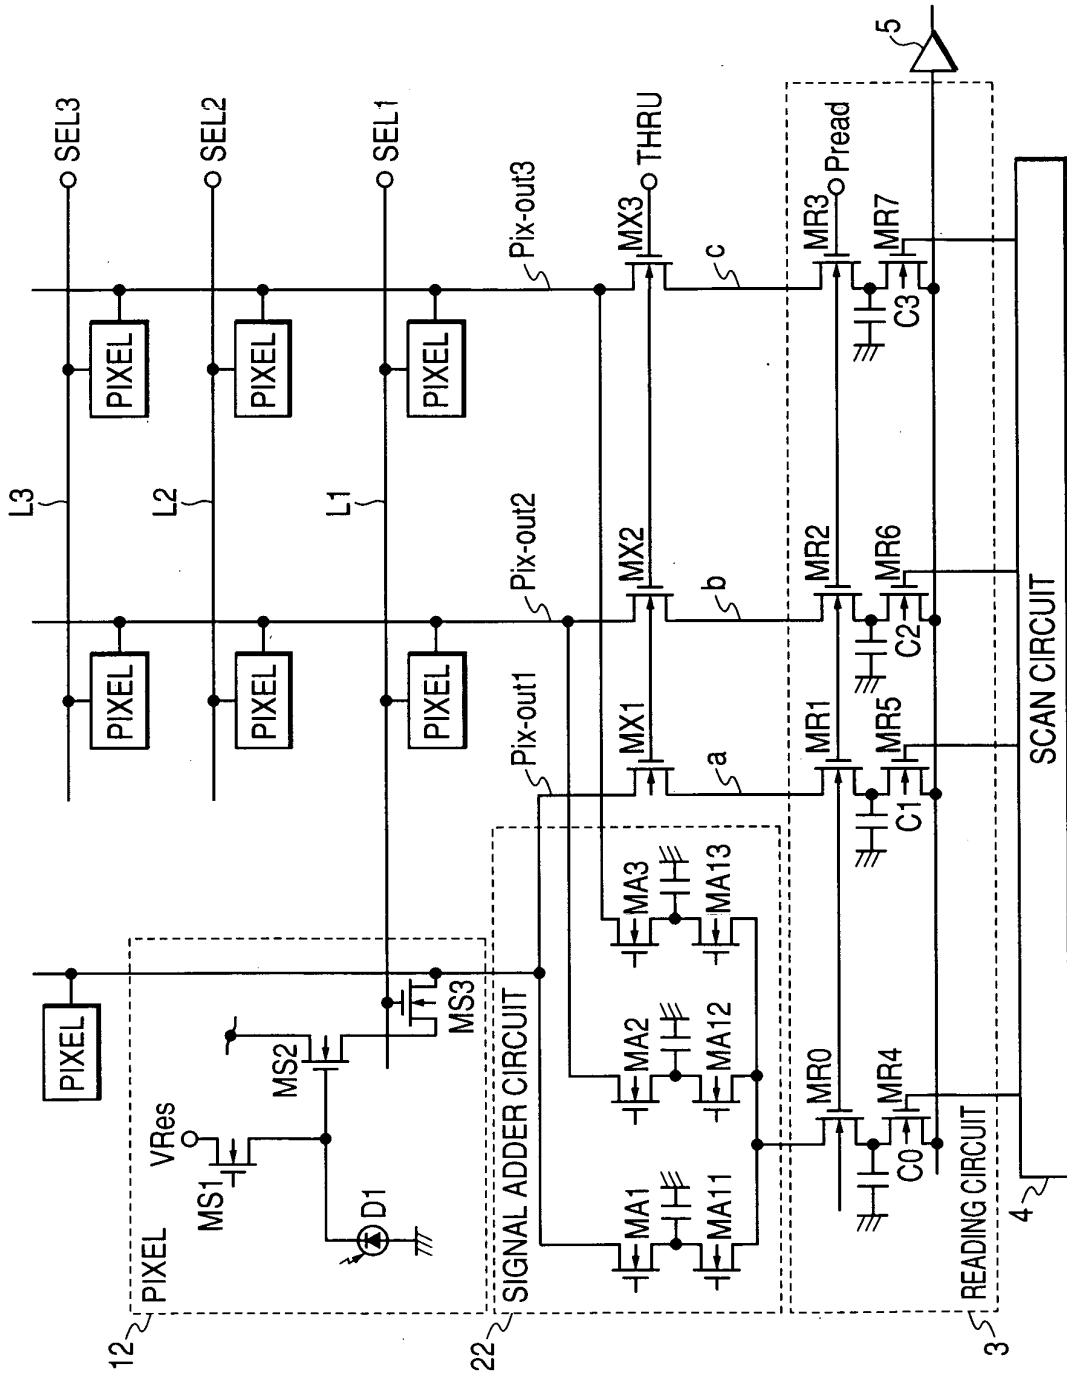 L3
SEL3
PIXEL
PIXEL
PIXEL
L2
SEL2
PIXEL
PIXEL
L1
SEL1
PIXEL
PIXEL
12
PIXEL
VRes
MS1
MS2
MS3
D1
Pix-out1
Pix-out2
Pix-out3
22
SIGNAL ADDER CIRCUIT
MA1
MA2
MA3
MA11
MA12
MA13
MX1
MX2
MX3
THRU
a
b
c
3
READING CIRCUIT
MR0
MR1
MR2
MR3
Pread
C0
MR4
C1
MR5
C2
MR6
C3
MR7
5
4
SCAN CIRCUIT